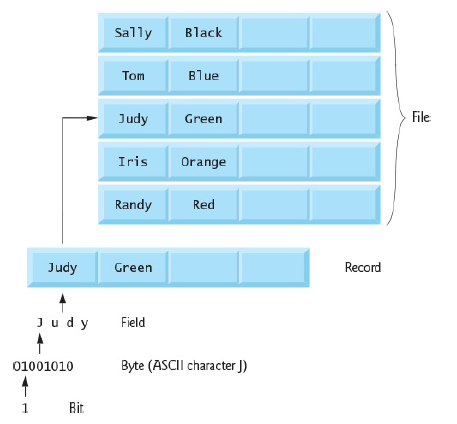 Sally Black
Tom Blue
Judy Green
File
Iris Orange
Randy Red
Judy Green Record
J u d y Field
01001010 Byte (ASCII character J)
1 Bit